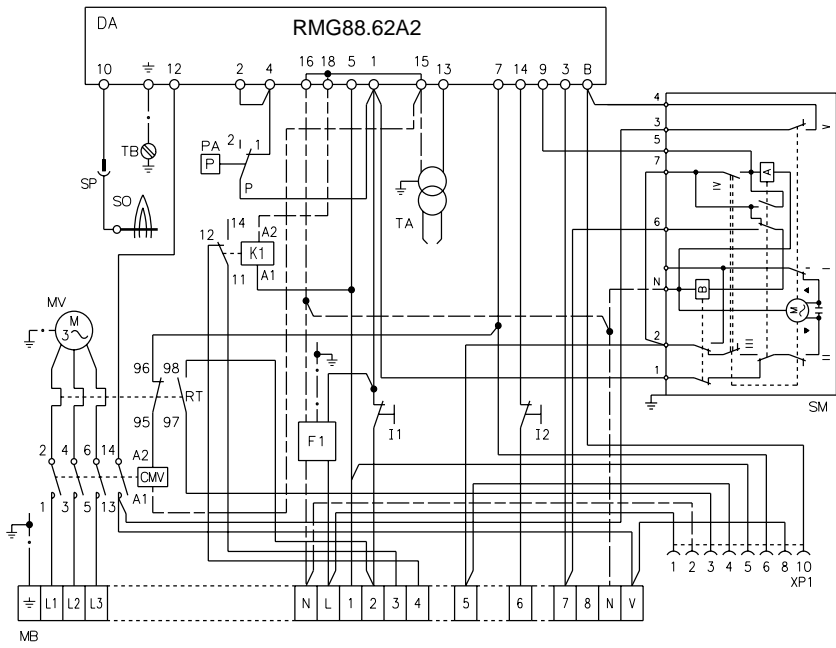 DA
RMG88.62A2
10 12 2 4 16 18 5 1 15 13 7 14 9 3 B
4
3
5
7
6
N
2
1
V
IV
A
I
B
M
III
II
SM
TB
SP
SO
PA
P
2 1
P
TA
12 14
K1
A2
A1
11
MV
M
3
96 98
RT
95 97
F1
I1
I2
2 4 6 14
A2
CMV
A1
1 3 5 13
1 2 3 4 5 6 8 10
XP1
L1 L2 L3 N L 1 2 3 4 5 6 7 8 N V
MB